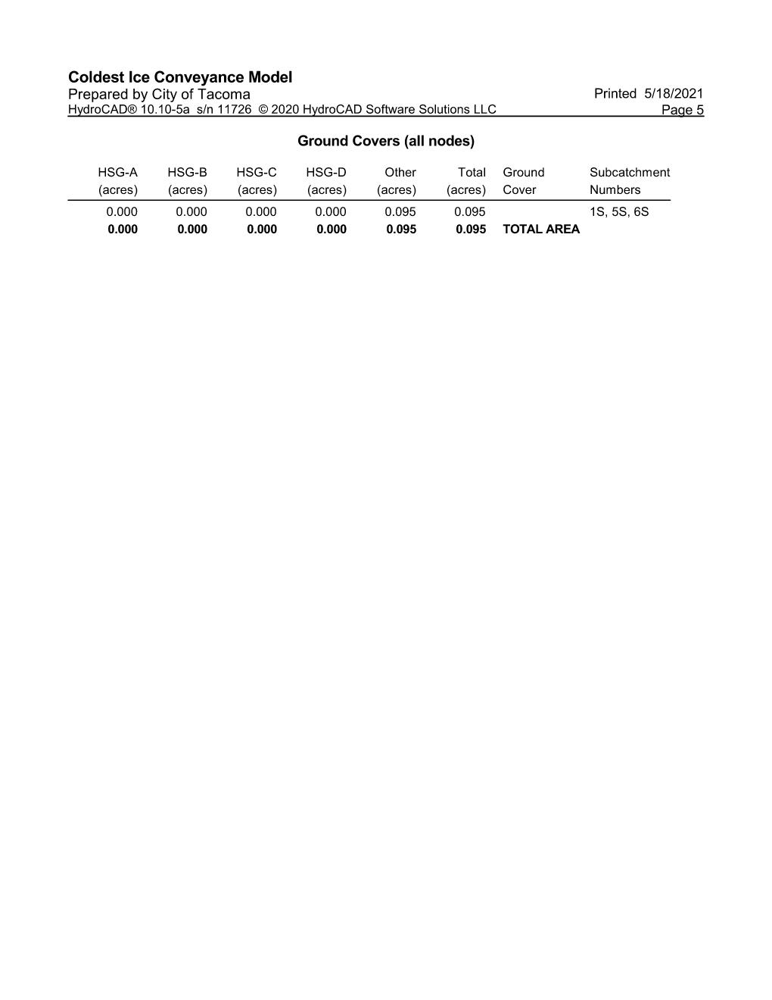 Coldest Ice Conveyance Model
Prepared by City of Tacoma
Printed 5/18/2021
HydroCAD® 10.10-5a s/n 11726 © 2020 HydroCAD Software Solutions LLC
Page 5
Ground Covers (all nodes)
HSG-A HSG-B HSG-C HSG-D Other Total Ground Subcatchment
(acres) (acres) (acres) (acres) (acres) (acres) Cover Numbers
0.000 0.000 0.000 0.000 0.095 0.095 1S, 5S, 6S
0.000 0.000 0.000 0.000 0.095 0.095 TOTAL AREA